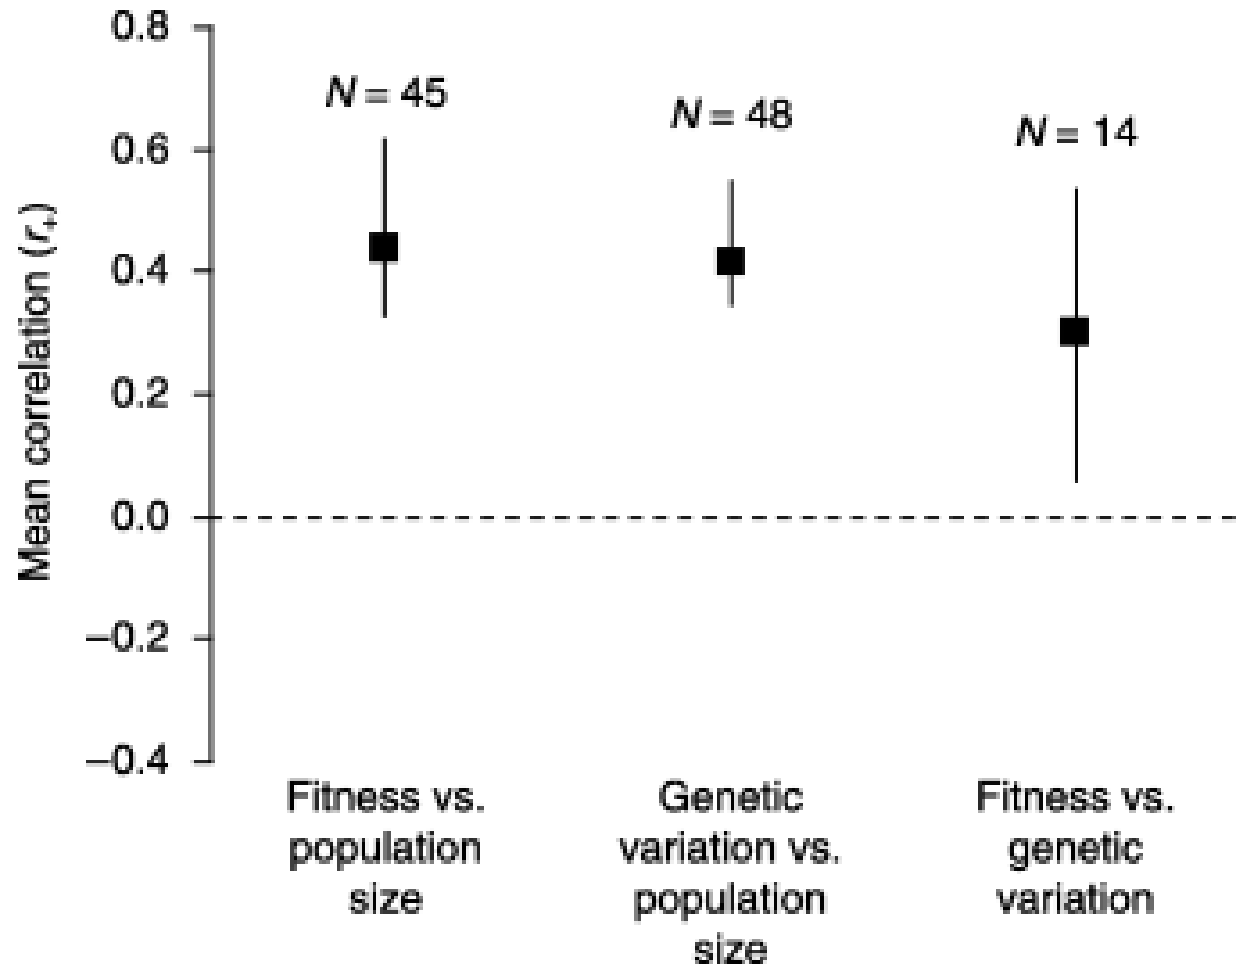 0.8
0.6
0.4
0.2
0.0
−0.2
−0.4
Mean correlation (r₊)
N = 45
N = 48
N = 14
Fitness vs.
population
size
Genetic
variation vs.
population
size
Fitness vs.
genetic
variation